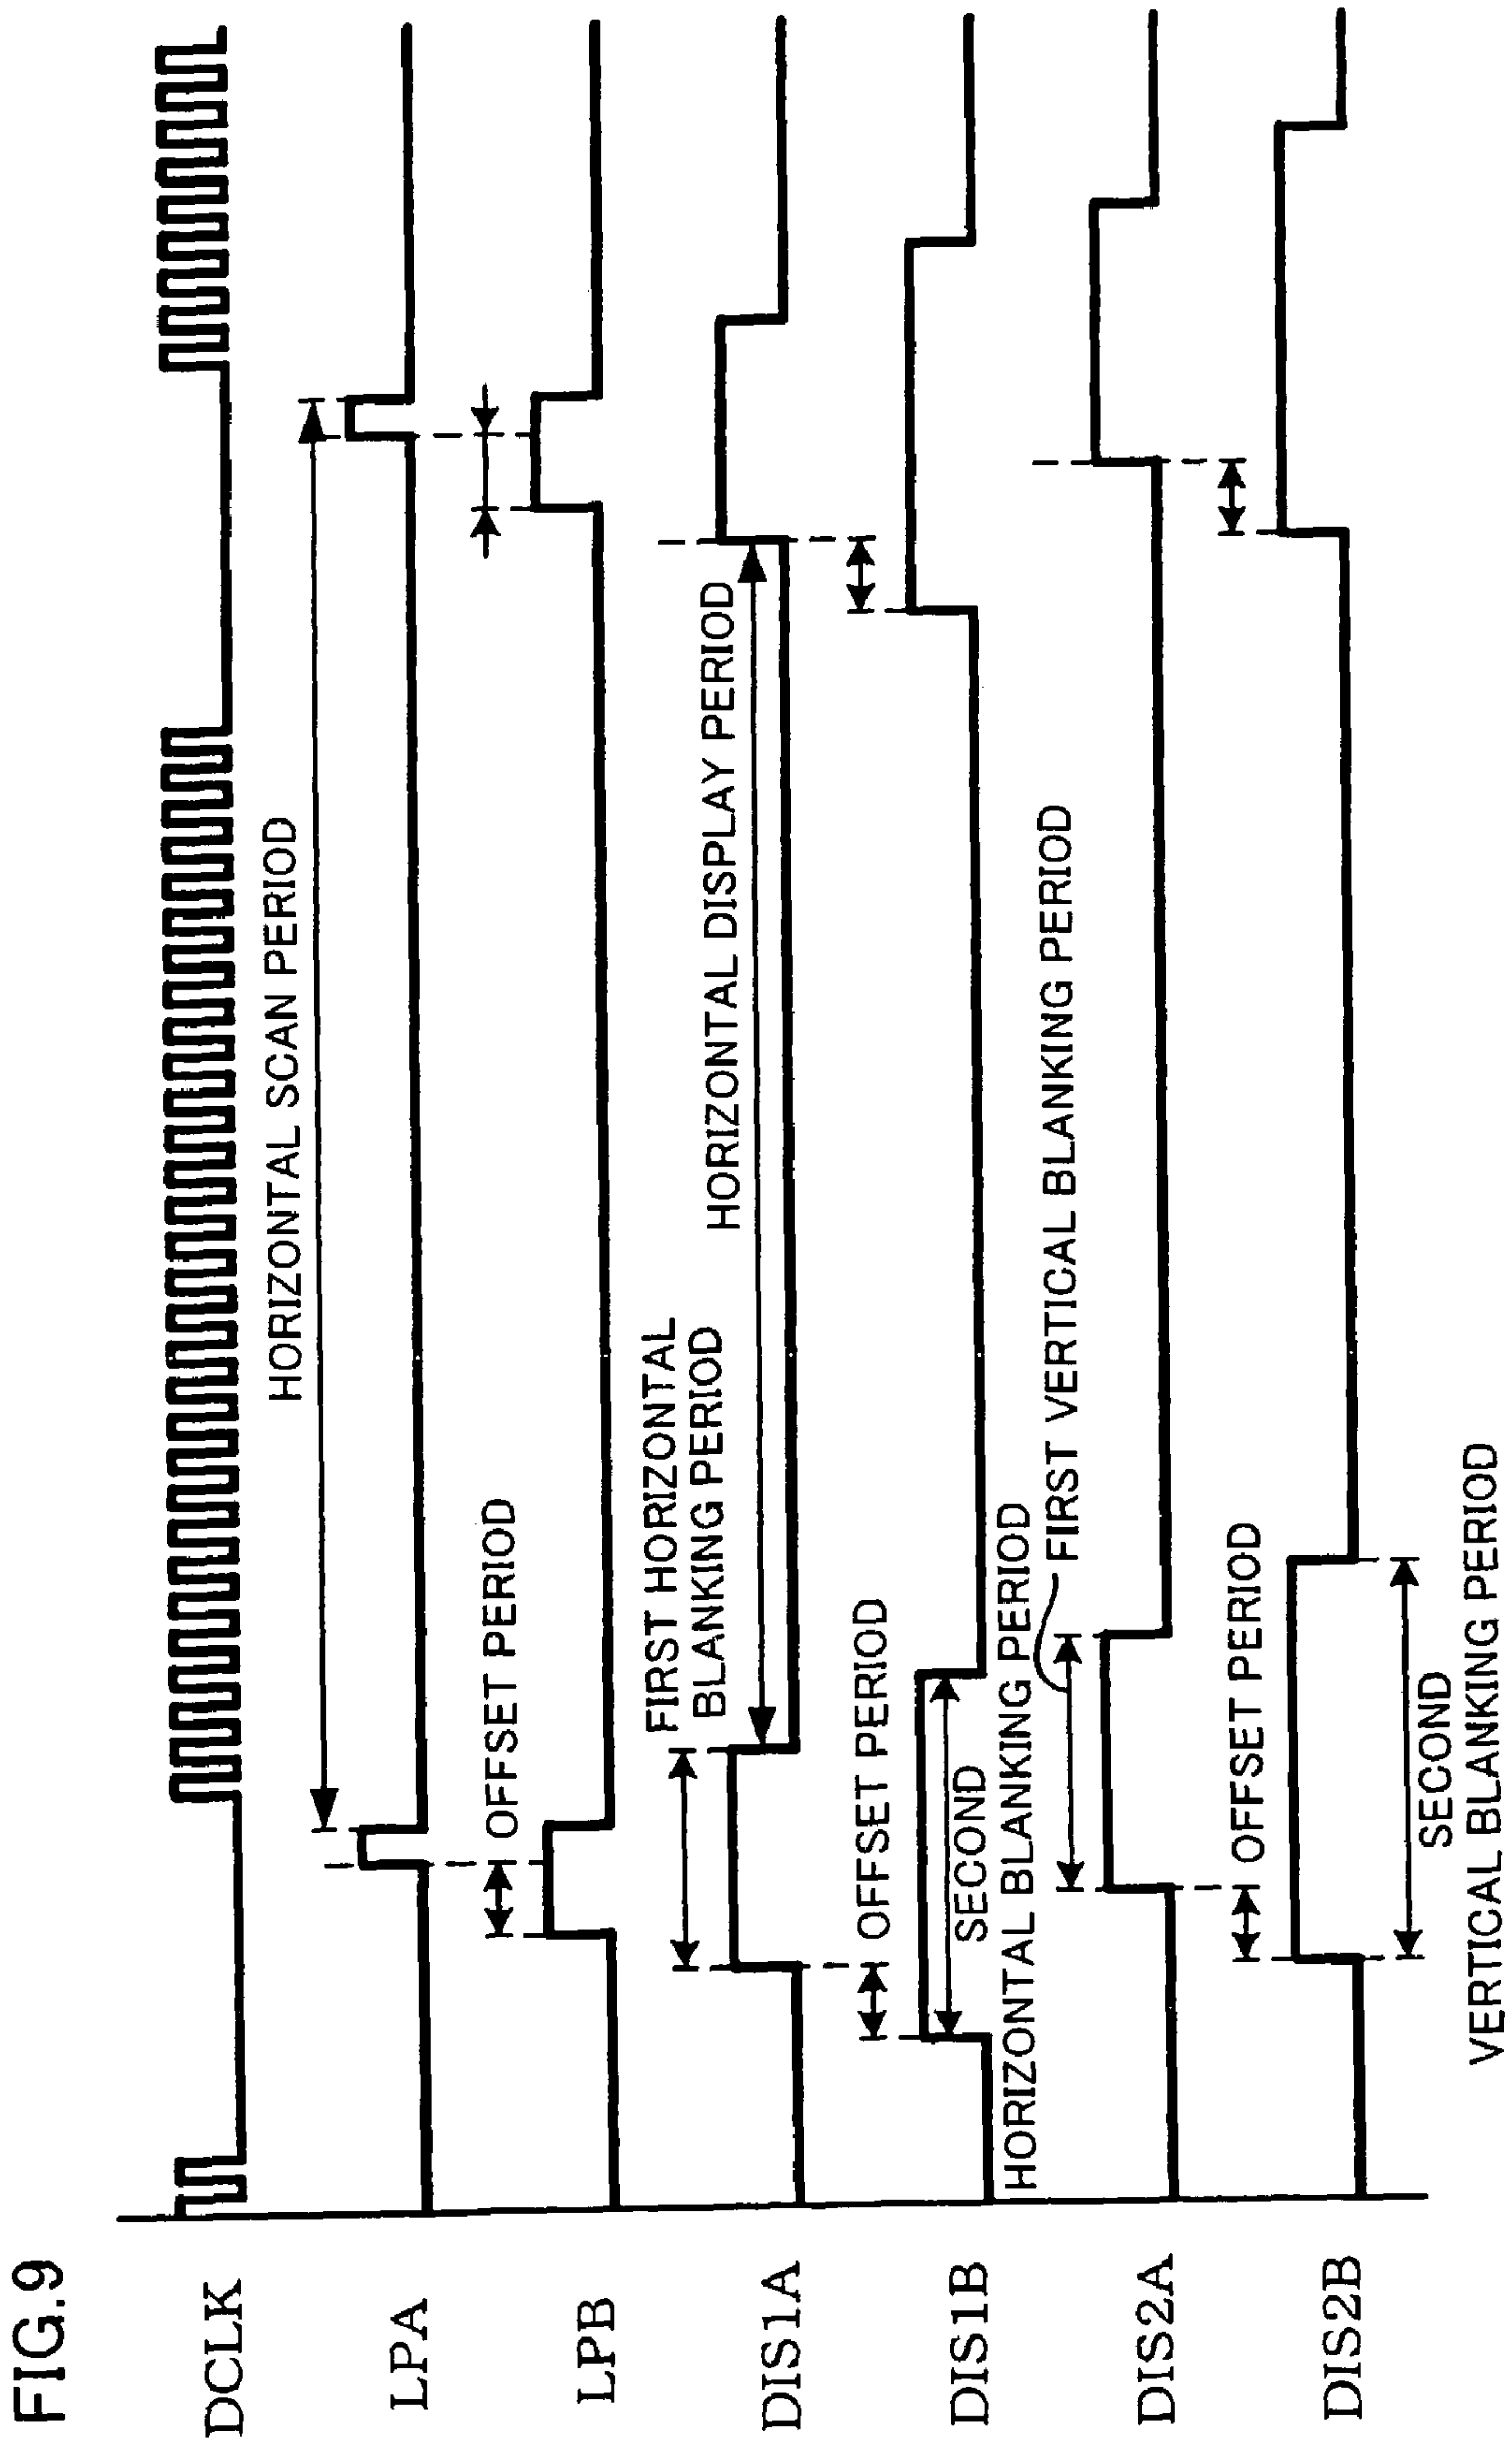 FIG.9
DCLK
HORIZONTAL SCAN PERIOD
LPA
OFFSET PERIOD
LPB
FIRST HORIZONTAL
BLANKING PERIOD
HORIZONTAL DISPLAY PERIOD
DIS1A
OFFSET PERIOD
DIS1B
SECOND
HORIZONTAL BLANKING PERIOD
FIRST VERTICAL BLANKING PERIOD
DIS2A
OFFSET PERIOD
DIS2B
SECOND
VERTICAL BLANKING PERIOD